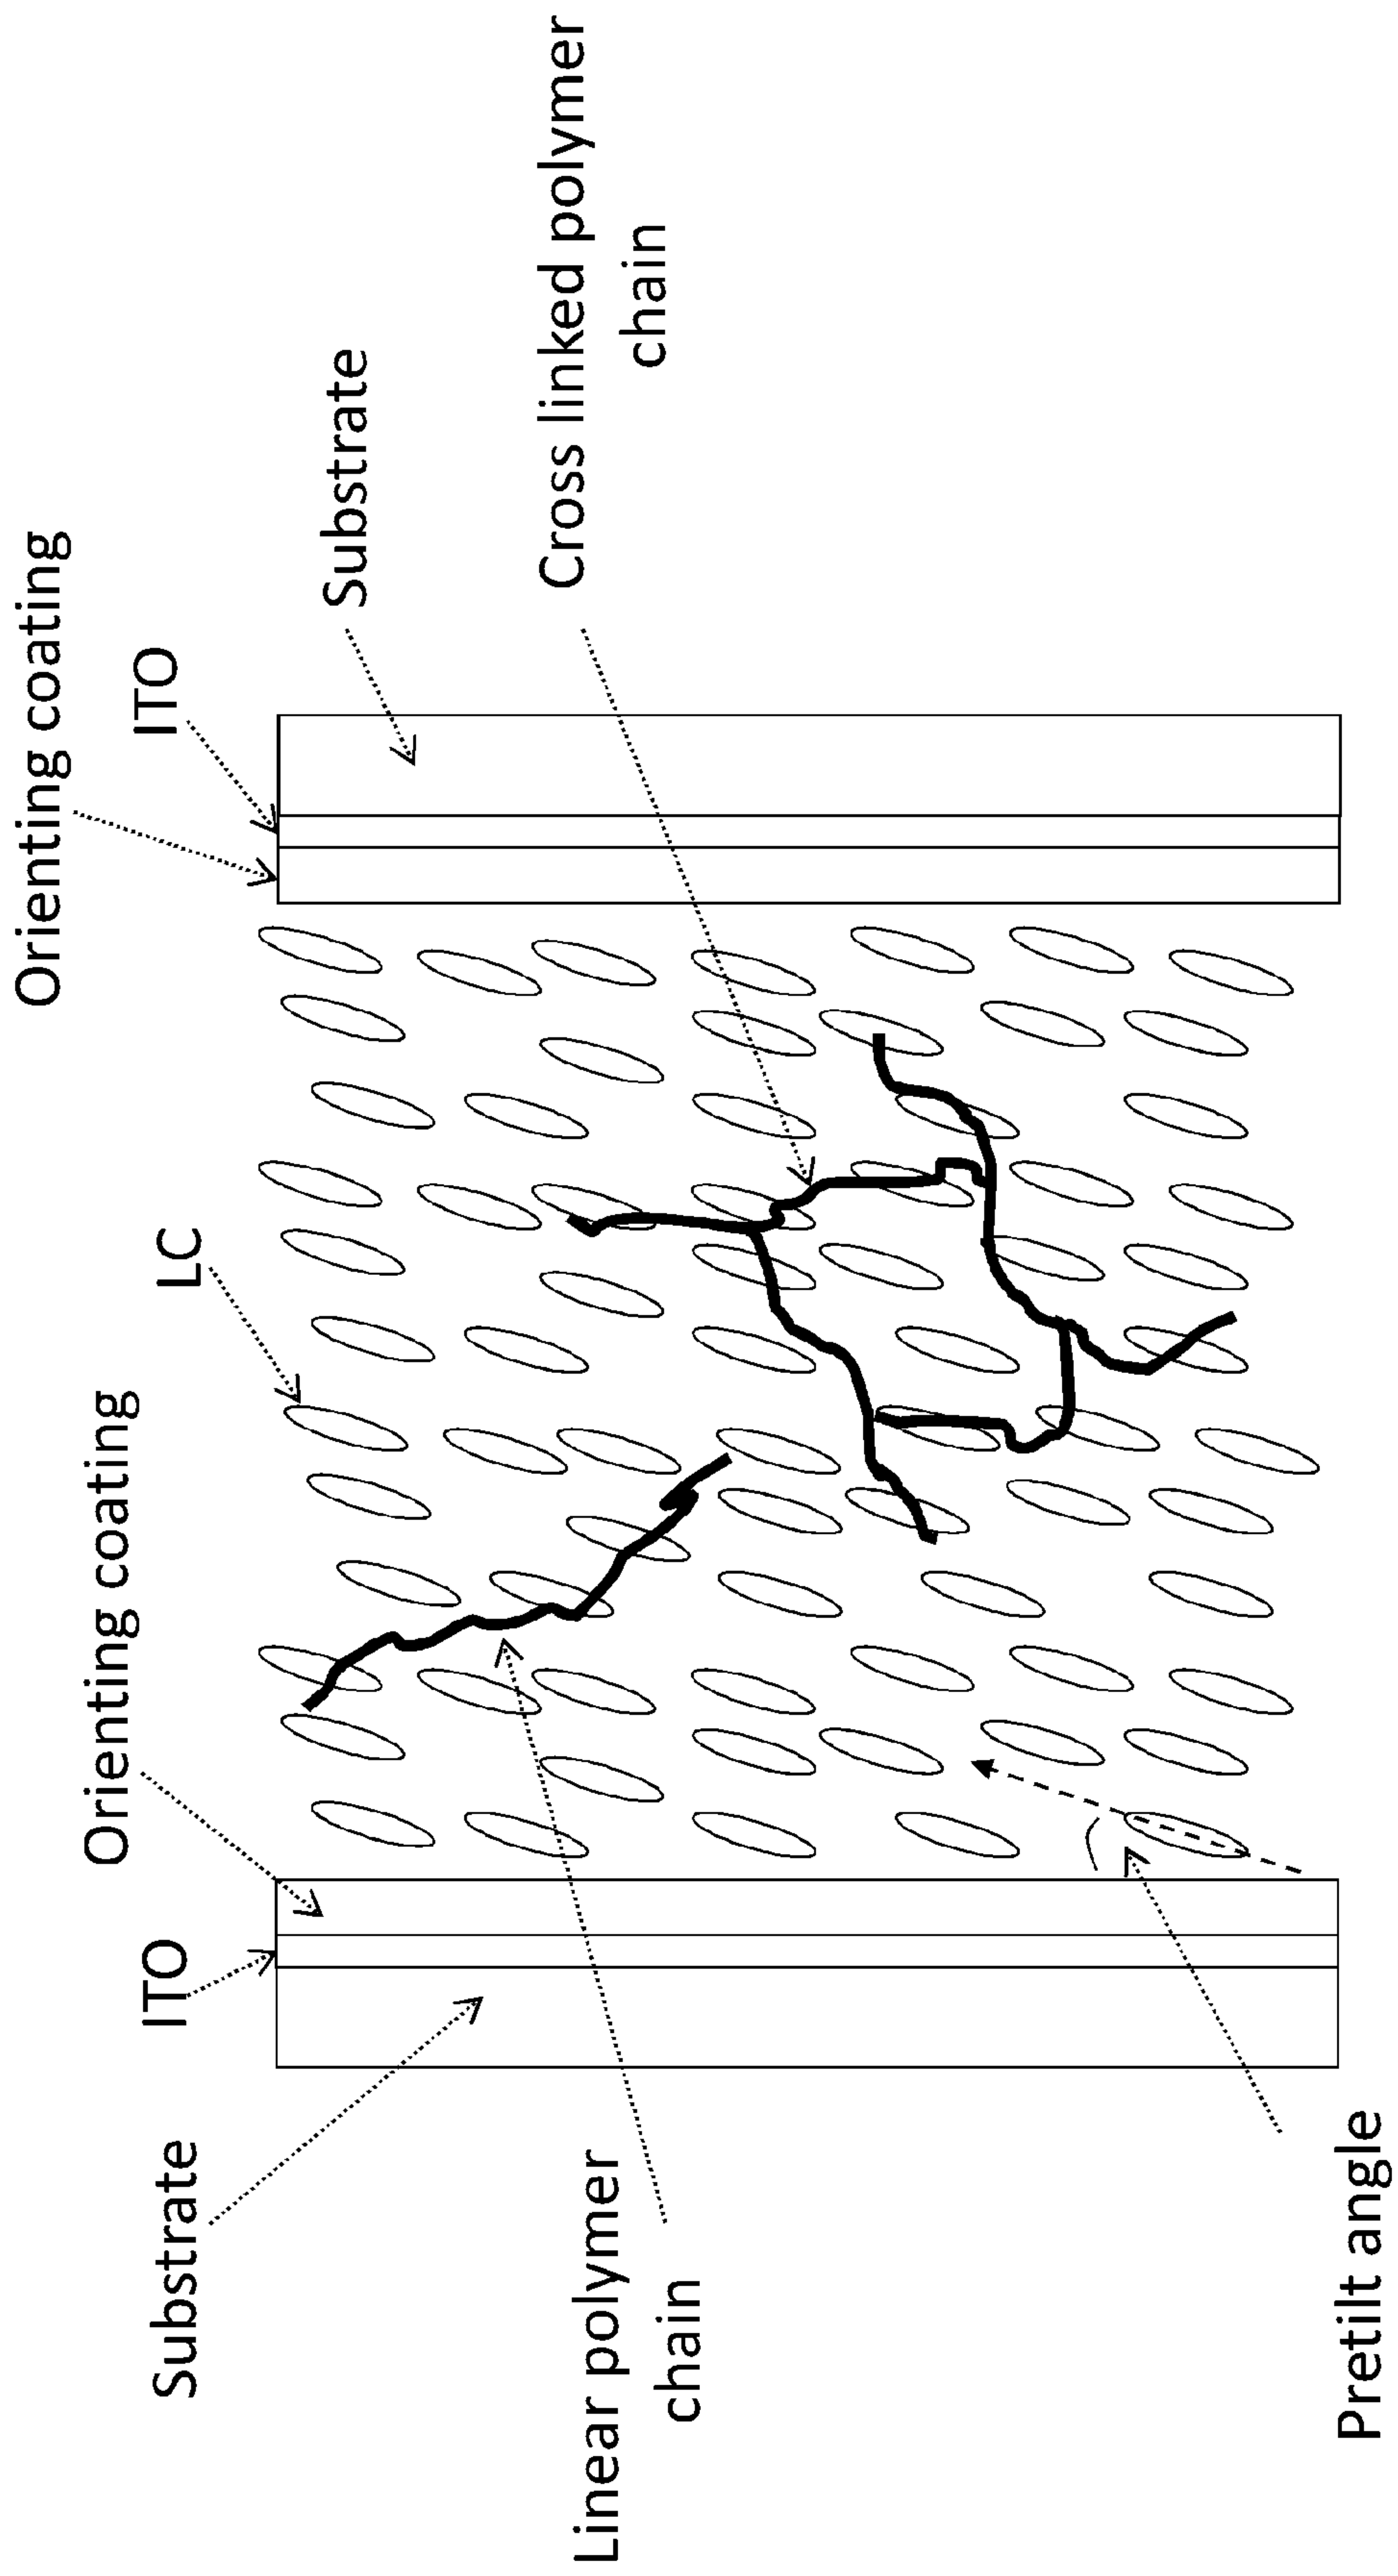 Orienting coating
Orienting coating
ITO
ITO
LC
Substrate
Substrate
Cross linked polymer
chain
Linear polymer
chain
Pretilt angle